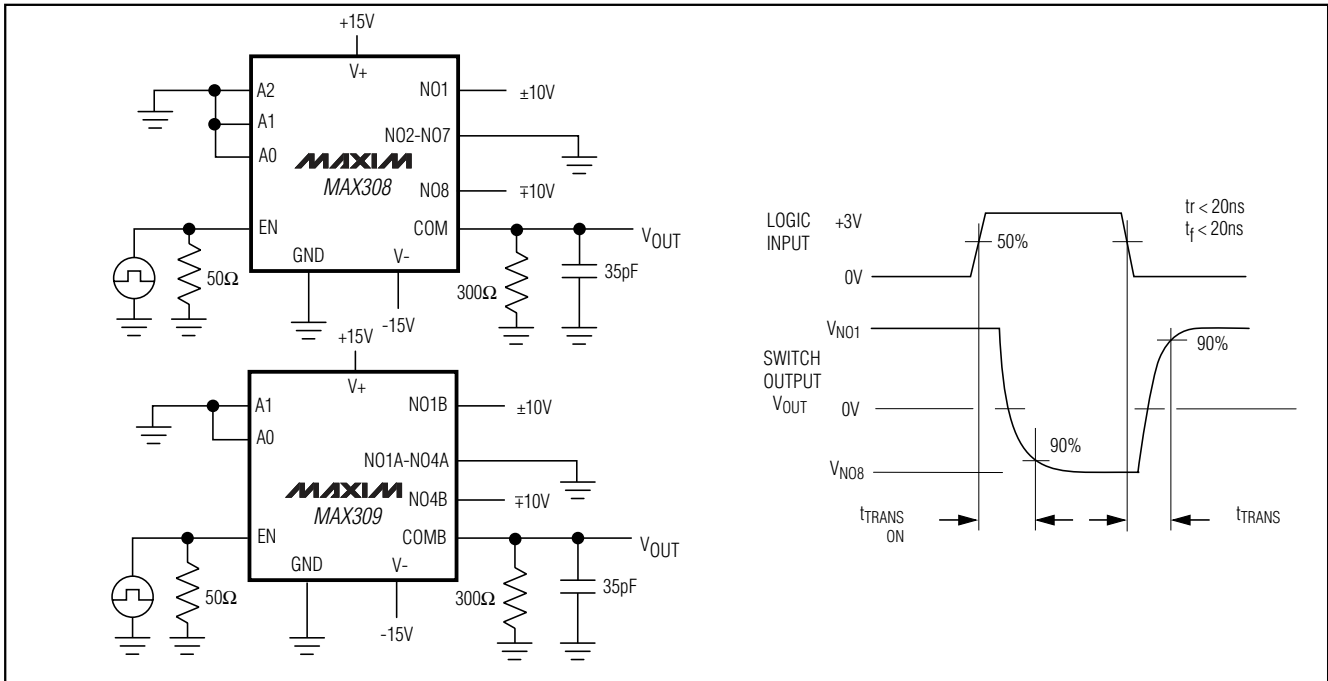 +15V
V+
A2
A1
A0
NO1
±10V
NO2-NO7
MAXIM
MAX308
NO8
∓10V
EN
COM
VOUT
GND
V-
50Ω
300Ω
35pF
-15V
+15V
V+
A1
A0
NO1B
±10V
NO1A-NO4A
MAXIM
MAX309
NO4B
∓10V
EN
COMB
VOUT
GND
V-
50Ω
300Ω
35pF
-15V
LOGIC
INPUT
+3V
50%
0V
tr < 20ns
tf < 20ns
VNO1
SWITCH
OUTPUT
VOUT
0V
90%
90%
VNO8
tTRANS
ON
tTRANS